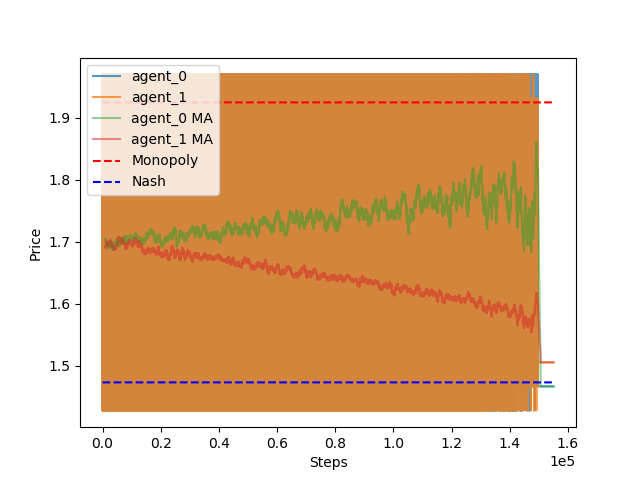 agent_0
agent_1
agent_0 MA
agent_1 MA
Monopoly
Nash
Price
1.9
1.8
1.7
1.6
1.5
0.0 0.2 0.4 0.6 0.8 1.0 1.2 1.4 1.6
1e5
Steps